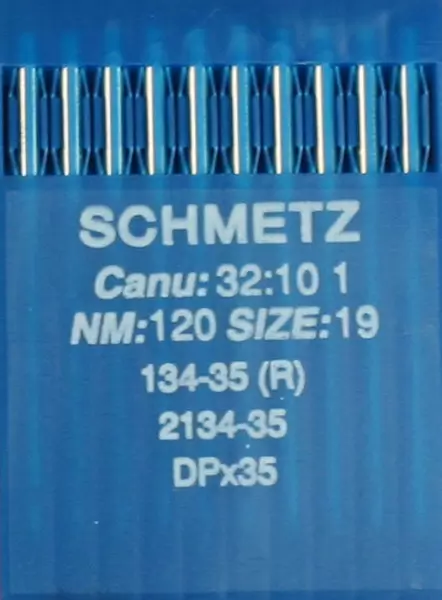 SCHMETZ
Canu: 32:10 1
NM:120 SIZE:19
134-35 (R)
2134-35
DPx35